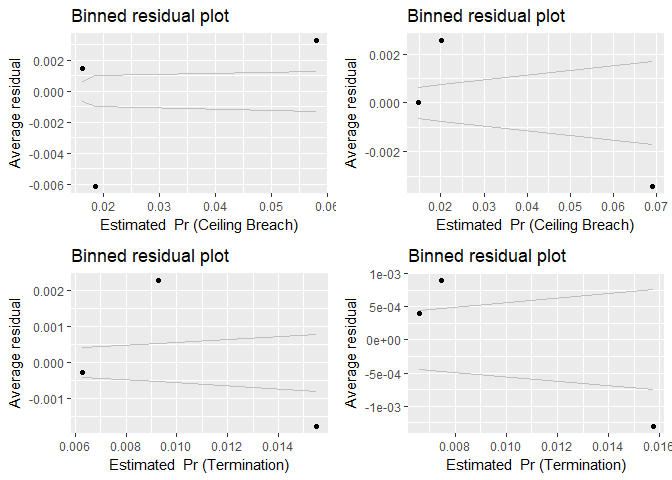 Binned residual plot
0.002
0.000
-0.002
-0.004
-0.006
Average residual
0.02 0.03 0.04 0.05 0.06
Estimated Pr (Ceiling Breach)
Binned residual plot
0.002
0.000
-0.002
Average residual
0.02 0.03 0.04 0.05 0.06 0.07
Estimated Pr (Ceiling Breach)
Binned residual plot
0.002
0.001
0.000
-0.001
Average residual
0.006 0.008 0.010 0.012 0.014
Estimated Pr (Termination)
Binned residual plot
1e-03
5e-04
0e+00
-5e-04
-1e-03
Average residual
0.008 0.010 0.012 0.014 0.016
Estimated Pr (Termination)